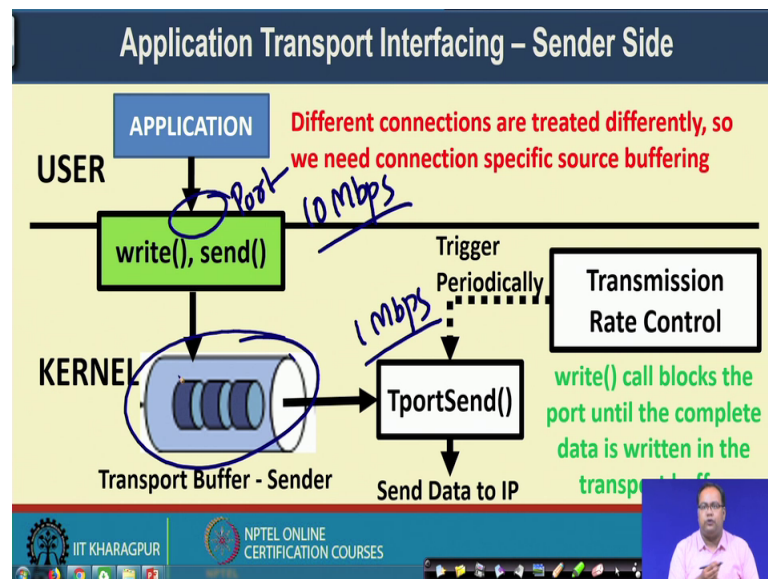 Application Transport Interfacing – Sender Side
APPLICATION
Different connections are treated differently, so
we need connection specific source buffering
USER
Port
10 Mbps
write(), send()
Trigger
Periodically
Transmission
Rate Control
1 Mbps
KERNEL
TportSend()
write() call blocks the
port until the complete
data is written in the
Transport Buffer - Sender
Send Data to IP
IIT KHARAGPUR
NPTEL ONLINE
CERTIFICATION COURSES